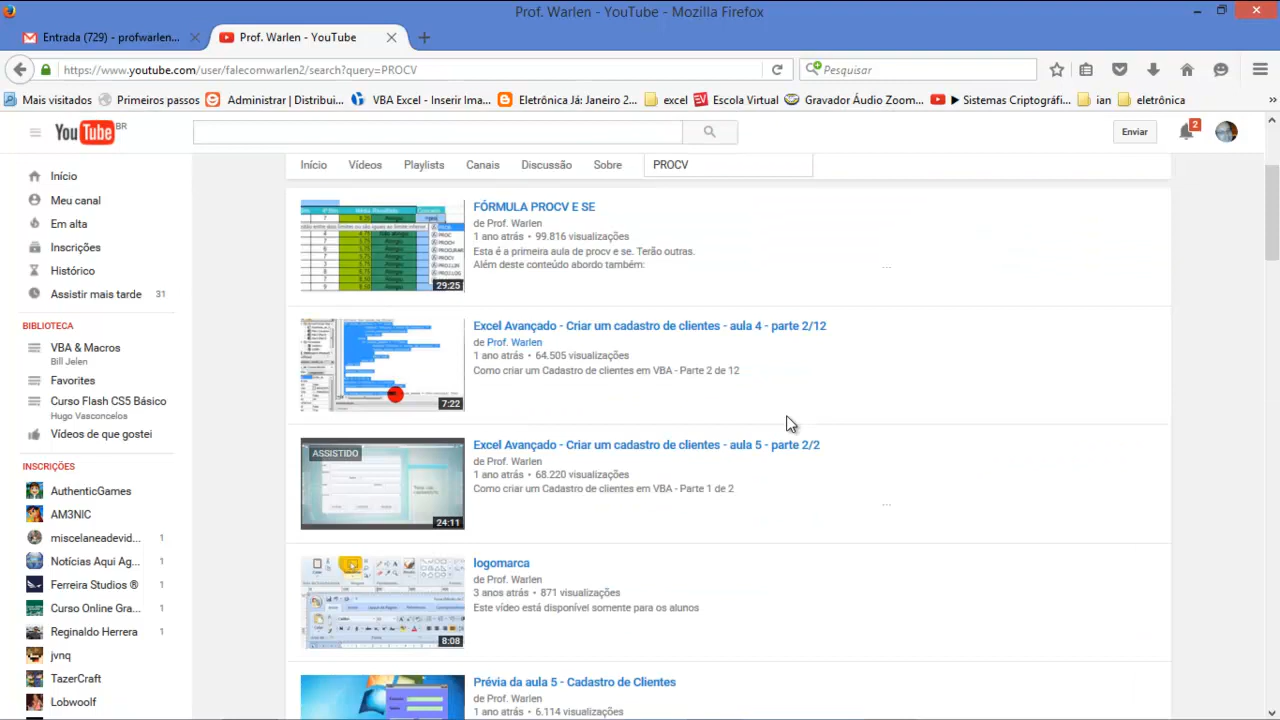 Prof. Warlen - YouTube - Mozilla Firefox
Entrada (729) - profwarlen...
Prof. Warlen - YouTube
https://www.youtube.com/user/falecomwarlen2/search?query=PROCV
Pesquisar
Mais visitados
Primeiros passos
Administrar | Distribui...
VBA Excel - Inserir Ima...
Eletrônica Já: Janeiro 2...
excel
Escola Virtual
Gravador Áudio Zoom...
▶ Sistemas Criptográfi...
ian
eletrônica
»
YouTube BR
Enviar
2
Início
Vídeos
Playlists
Canais
Discussão
Sobre
PROCV
Início
Meu canal
Em alta
Inscrições
Histórico
Assistir mais tarde 31
BIBLIOTECA
VBA & Macros
Bill Jelen
Favorites
Curso Flash CS5 Básico
Hugo Vasconcelos
Vídeos de que gostei
INSCRIÇÕES
AuthenticGames
AM3NIC
miscelaneadevid... 1
Notícias Aqui Ag... 1
Ferreira Studios ® 1
Curso Online Gra... 1
Reginaldo Herrera 1
jvnq
TazerCraft
Lobwoolf
FÓRMULA PROCV E SE
de Prof. Warlen
1 ano atrás • 99.816 visualizações
Esta é a primeira aula de procv e se. Terão outras.
Além deste conteúdo abordo também:
...
29:25
Excel Avançado - Criar um cadastro de clientes - aula 4 - parte 2/12
de Prof. Warlen
1 ano atrás • 64.505 visualizações
Como criar um Cadastro de clientes em VBA - Parte 2 de 12
7:22
Excel Avançado - Criar um cadastro de clientes - aula 5 - parte 2/2
de Prof. Warlen
1 ano atrás • 68.220 visualizações
Como criar um Cadastro de clientes em VBA - Parte 1 de 2
...
ASSISTIDO
24:11
logomarca
de Prof. Warlen
3 anos atrás • 871 visualizações
Este vídeo está disponível somente para os alunos
8:08
Prévia da aula 5 - Cadastro de Clientes
de Prof. Warlen
1 ano atrás • 6.114 visualizações